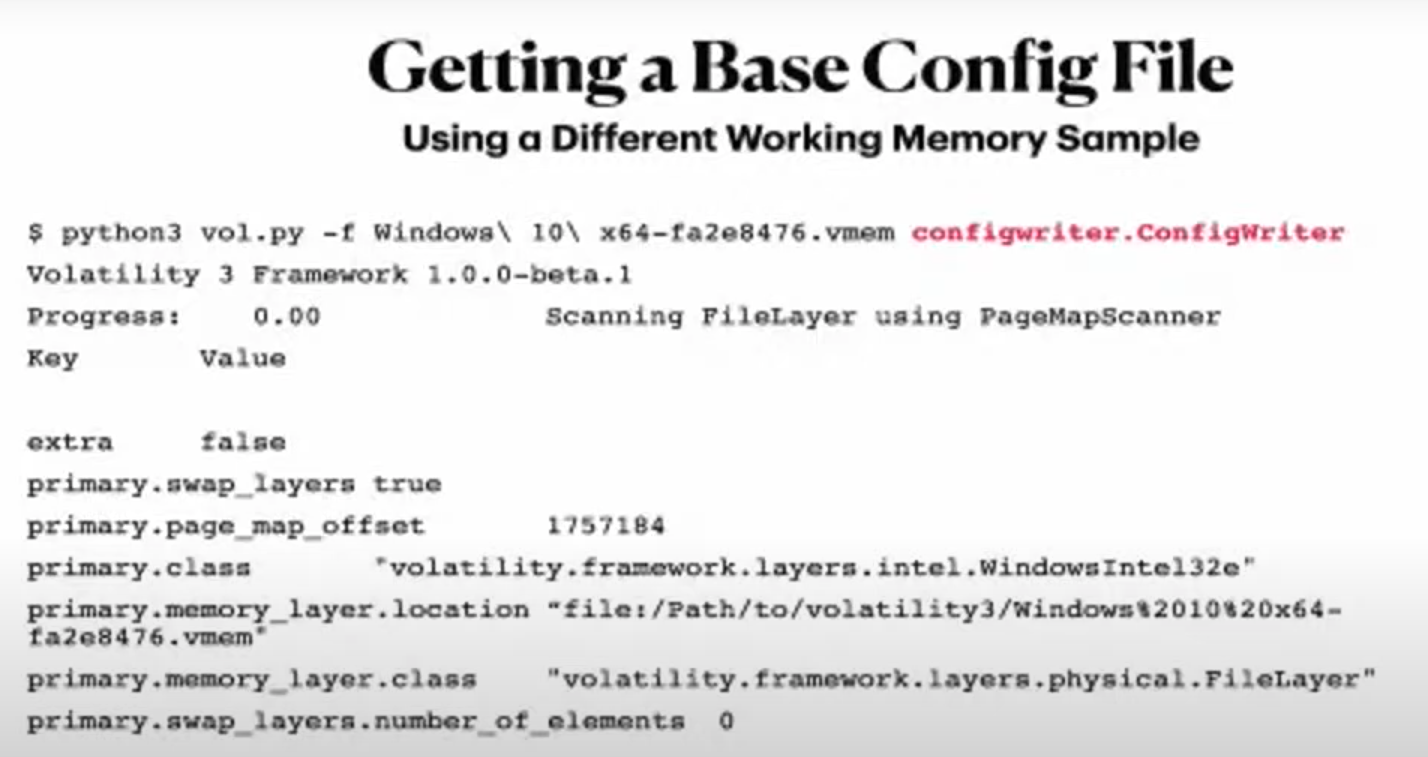 Getting a Base Config File
Using a Different Working Memory Sample
$ python3 vol.py -f Windows\ 10\ x64-fa2e8476.vmem configwriter.ConfigWriter
Volatility 3 Framework 1.0.0-beta.1
Progress: 0.00 Scanning FileLayer using PageMapScanner
Key Value
extra false
primary.swap_layers true
primary.page_map_offset 1757184
primary.class "volatility.framework.layers.intel.WindowsIntel32e"
primary.memory_layer.location “file:/Path/to/volatility3/Windows%2010%20x64-
fa2e8476.vmem"
primary.memory_layer.class "volatility.framework.layers.physical.FileLayer"
primary.swap_layers.number_of_elements 0